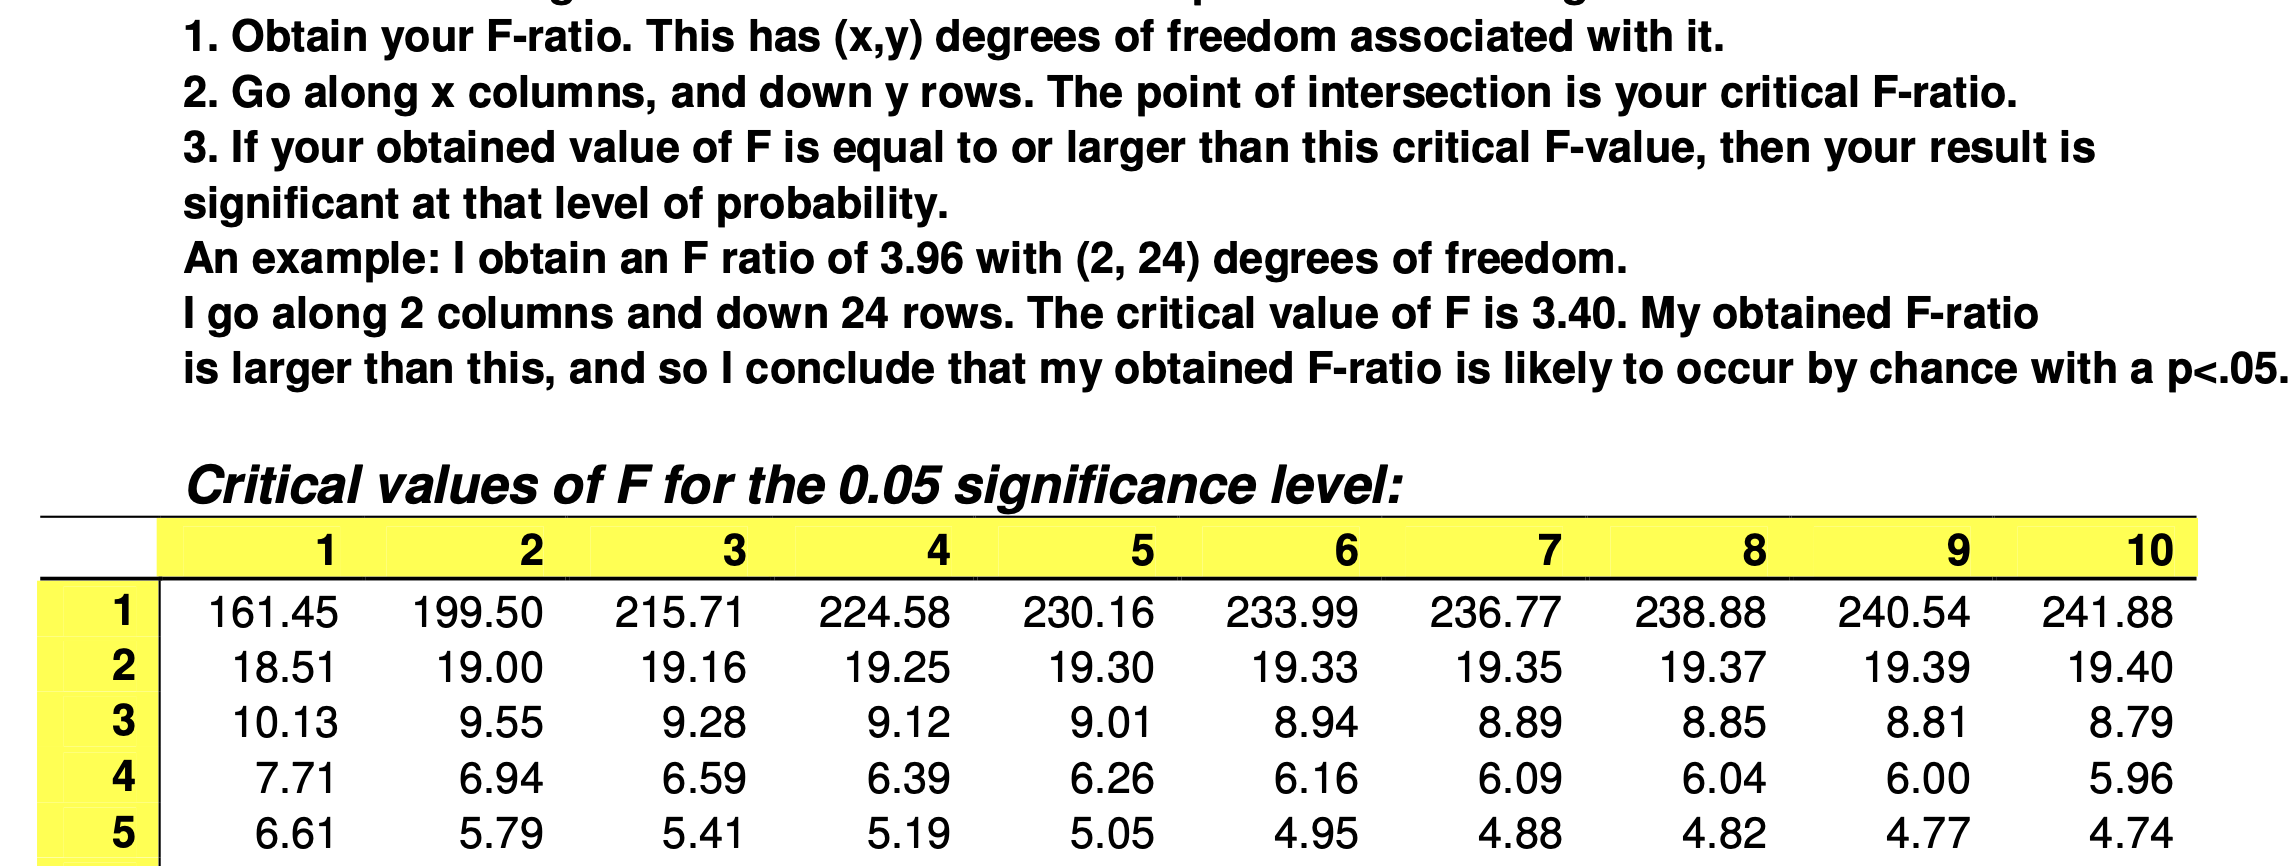 1. Obtain your F-ratio. This has (x,y) degrees of freedom associated with it.
2. Go along x columns, and down y rows. The point of intersection is your critical F-ratio.
3. If your obtained value of F is equal to or larger than this critical F-value, then your result is
significant at that level of probability.
An example: I obtain an F ratio of 3.96 with (2, 24) degrees of freedom.
I go along 2 columns and down 24 rows. The critical value of F is 3.40. My obtained F-ratio
is larger than this, and so I conclude that my obtained F-ratio is likely to occur by chance with a p<.05.
Critical values of F for the 0.05 significance level:
1 2 3 4 5 6 7 8 9 10
1 161.45 199.50 215.71 224.58 230.16 233.99 236.77 238.88 240.54 241.88
2 18.51 19.00 19.16 19.25 19.30 19.33 19.35 19.37 19.39 19.40
3 10.13 9.55 9.28 9.12 9.01 8.94 8.89 8.85 8.81 8.79
4 7.71 6.94 6.59 6.39 6.26 6.16 6.09 6.04 6.00 5.96
5 6.61 5.79 5.41 5.19 5.05 4.95 4.88 4.82 4.77 4.74